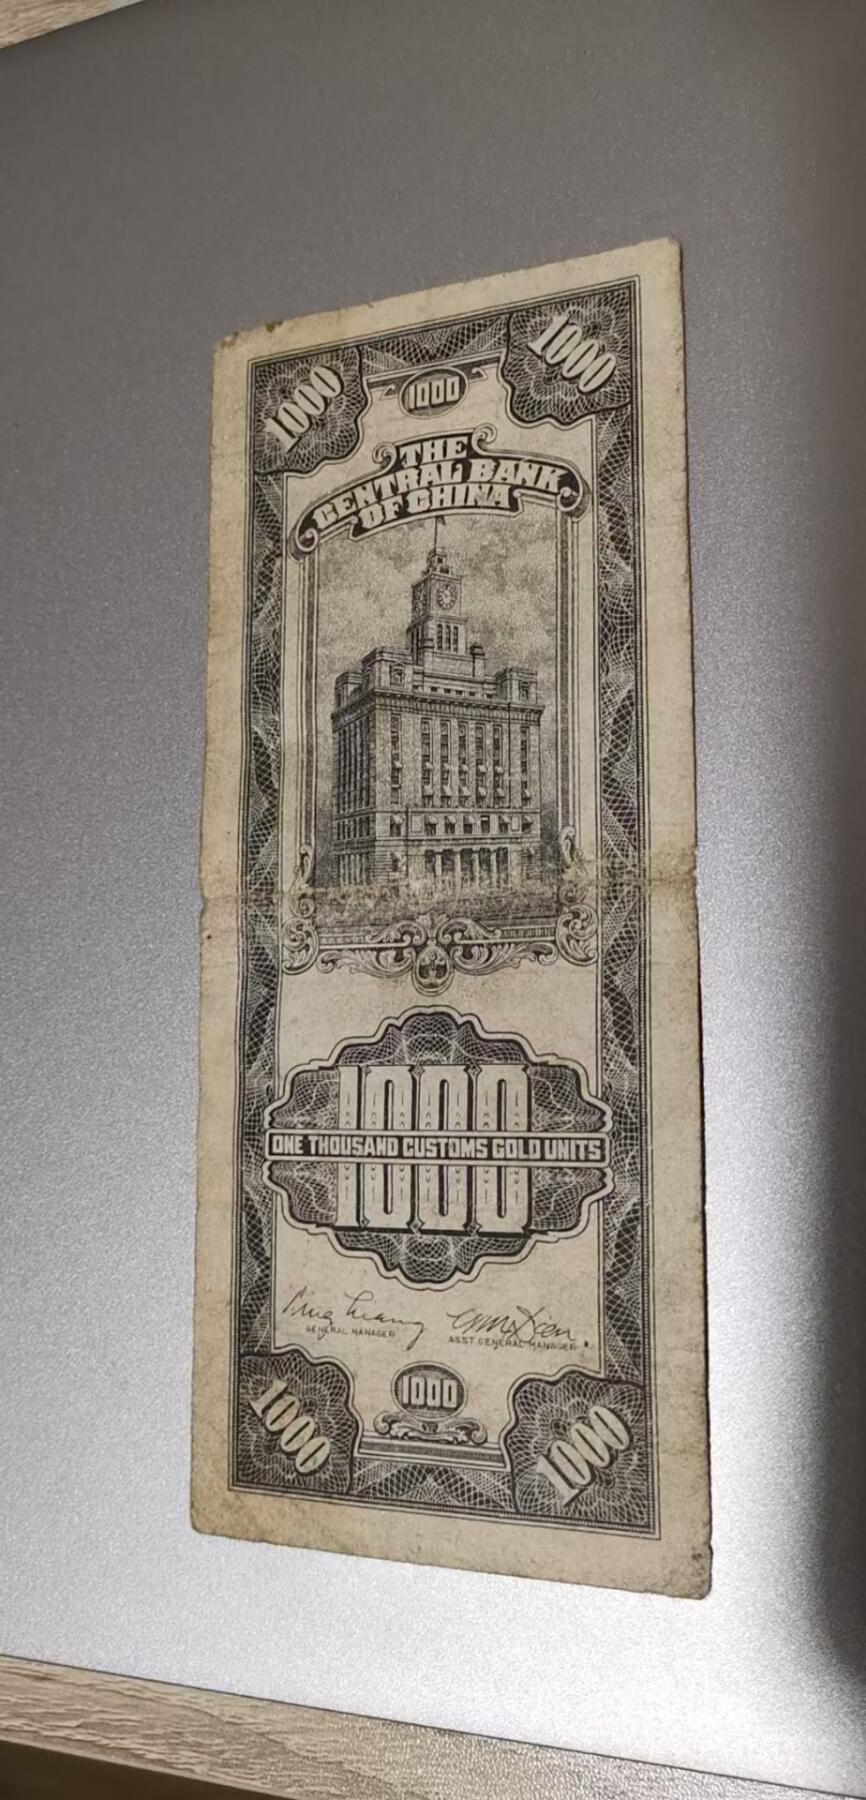 1000
1000
1000
THE
CENTRAL BANK
OF CHINA
1000
ONE THOUSAND CUSTOMS GOLD UNITS
GENERAL MANAGER
ASST. GENERAL MANAGER
1000
1000
1000